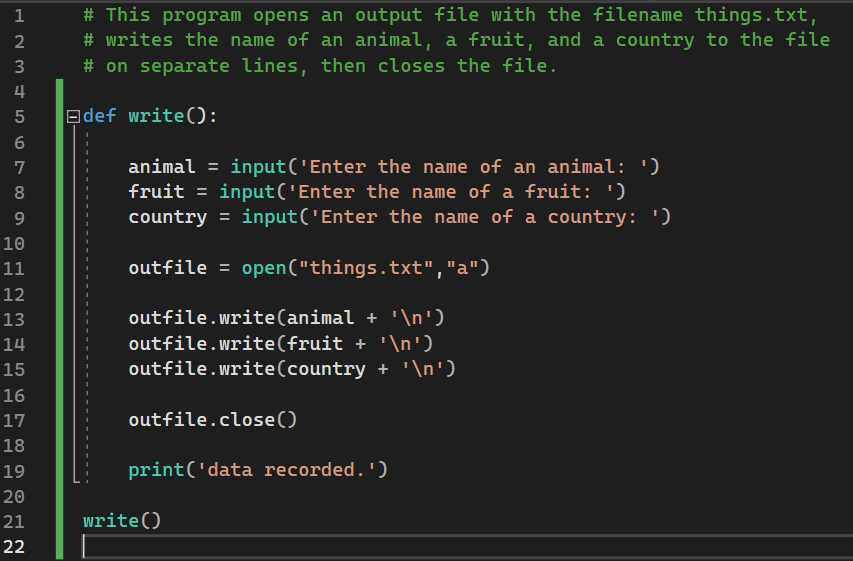 1 # This program opens an output file with the filename things.txt,
2 # writes the name of an animal, a fruit, and a country to the file
3 # on separate lines, then closes the file.
4
5 def write():
6
7     animal = input('Enter the name of an animal: ')
8     fruit = input('Enter the name of a fruit: ')
9     country = input('Enter the name of a country: ')
10
11     outfile = open("things.txt","a")
12
13     outfile.write(animal + '\n')
14     outfile.write(fruit + '\n')
15     outfile.write(country + '\n')
16
17     outfile.close()
18
19     print('data recorded.')
20
21 write()
22